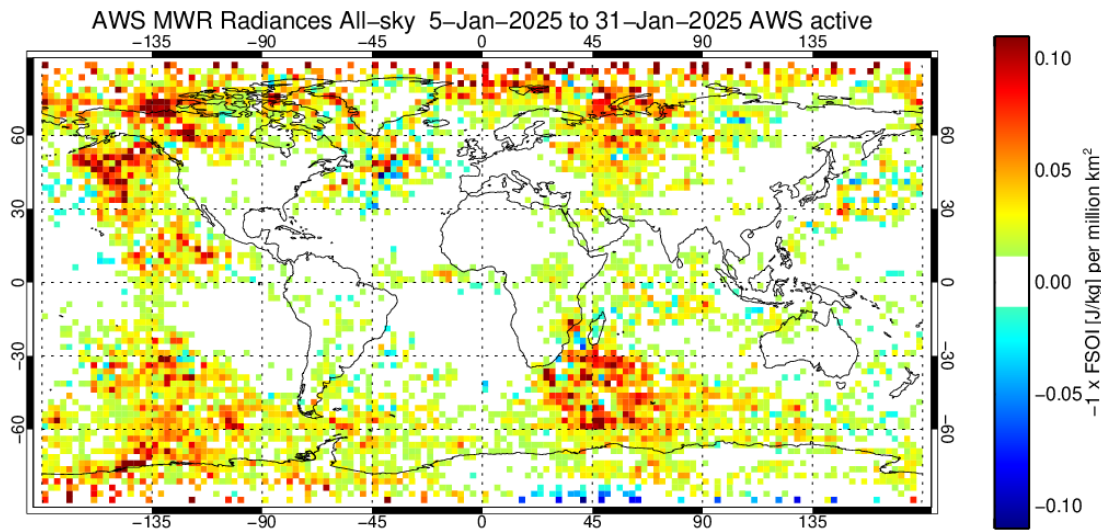 AWS MWR Radiances All-sky 5-Jan-2025 to 31-Jan-2025 AWS active
-135 -90 -45 0 45 90 135
60 60
30 30
0 0
-30 -30
-60 -60
-135 -90 -45 0 45 90 135
0.10
0.05
0.00
-0.05
-0.10
-1 x FSOI [J/kg] per million km²